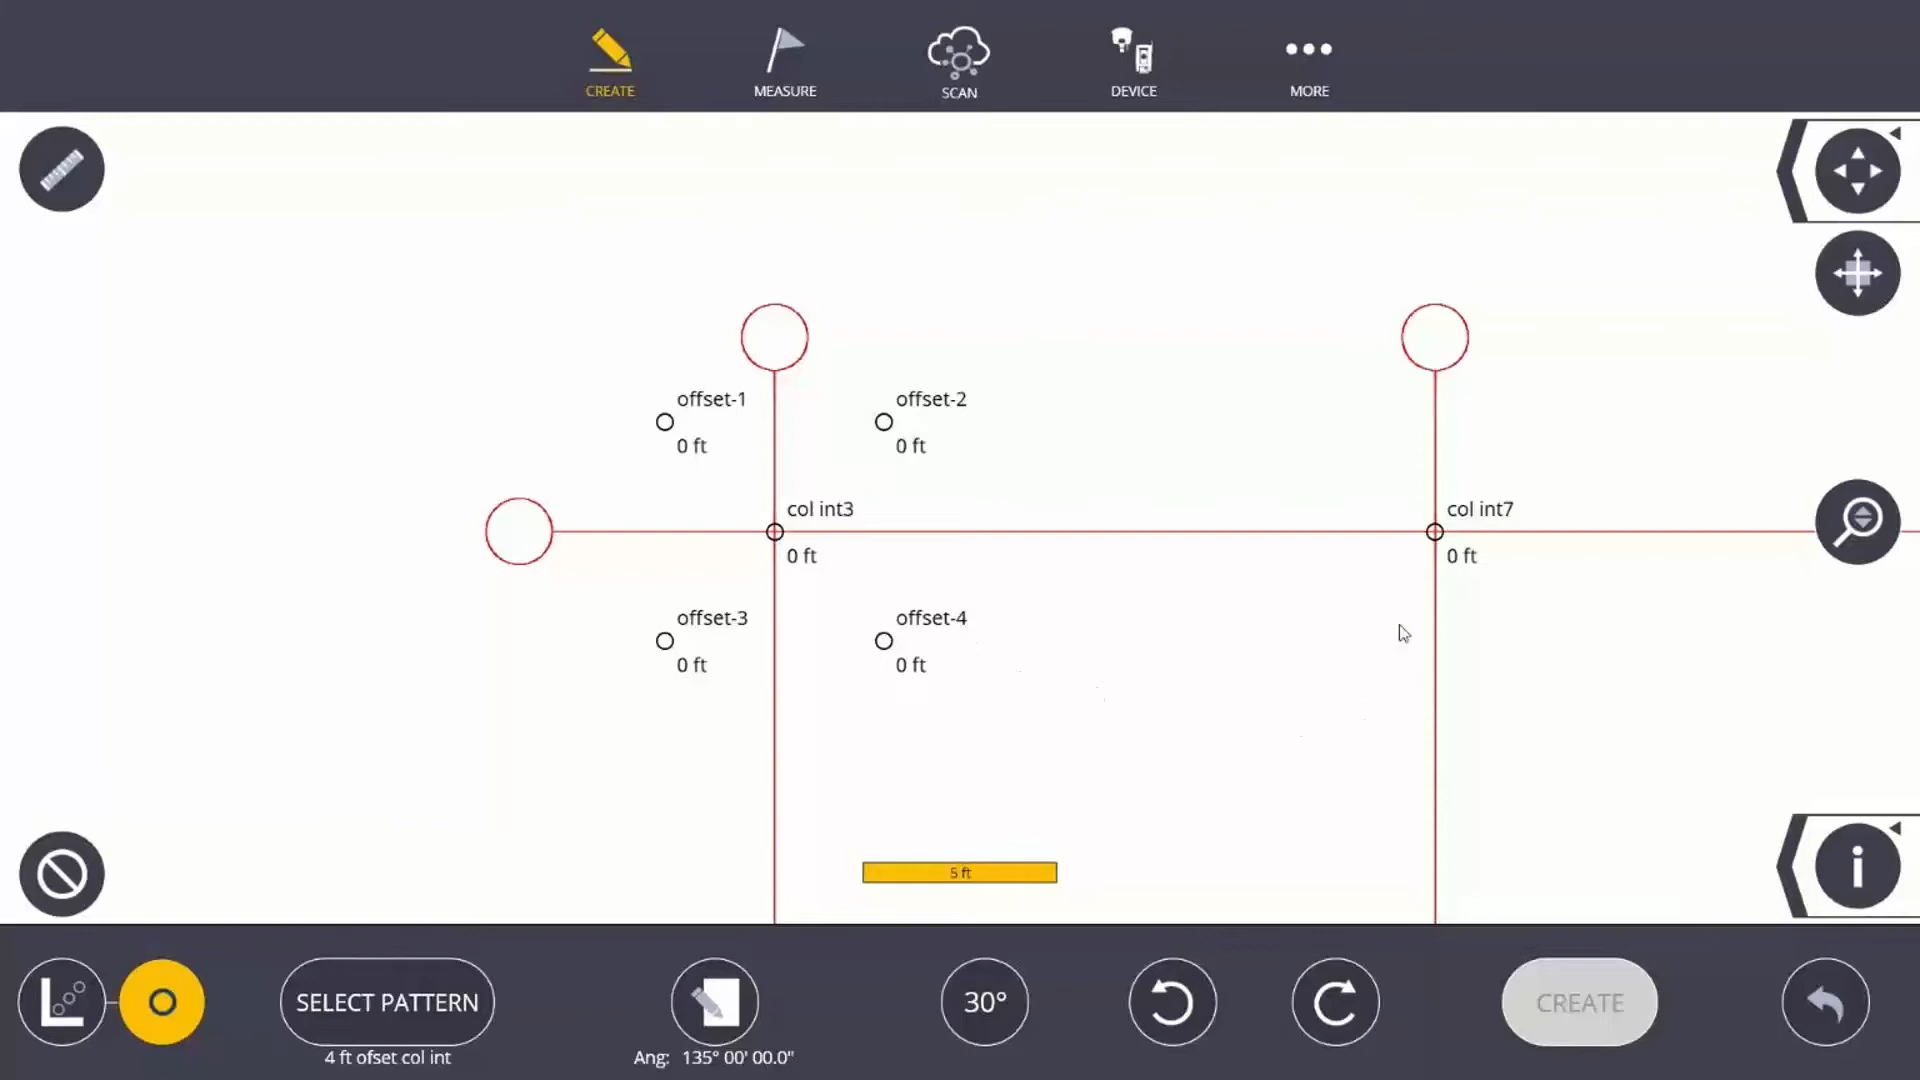 CREATE
MEASURE
SCAN
DEVICE
MORE
offset-1
0 ft
offset-2
0 ft
col int3
0 ft
col int7
0 ft
offset-3
0 ft
offset-4
0 ft
5 ft
SELECT PATTERN
4 ft ofset col int
Ang: 135° 00' 00.0"
30°
CREATE